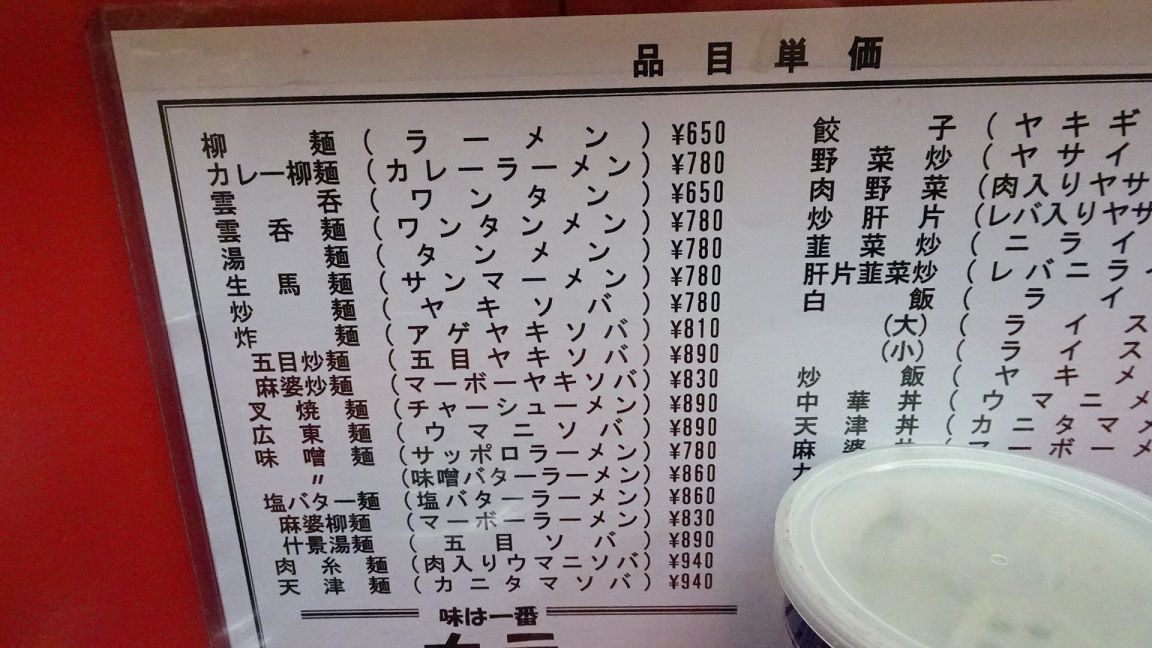 品目単価
柳麺(ラーメン) ¥650
カレー柳麺(カレーラーメン) ¥780
雲呑(ワンタン) ¥650
雲呑麺(ワンタンメン) ¥780
湯麺(タンメン) ¥780
生馬麺(サンマーメン) ¥780
炒麺(ヤキソバ) ¥780
炸麺(アゲヤキソバ) ¥810
五目炒麺(五目ヤキソバ) ¥890
麻婆炒麺(マーボーヤキソバ) ¥830
叉焼麺(チャーシューメン) ¥890
広東麺(ウマニソバ) ¥890
味噌麺(サッポロラーメン) ¥780
〃(味噌バターラーメン) ¥860
塩バター麺(塩バターラーメン) ¥860
麻婆柳麺(マーボーラーメン) ¥830
什景湯麺(五目ソバ) ¥890
肉糸麺(肉入りウマニソバ) ¥940
天津麺(カニタマソバ) ¥940
味は一番
餃子(ヤキギ
野菜炒(ヤサイ
肉野菜(肉入りヤサ
炒肝片(レバ入りヤサ
韮菜炒(ニライ
肝片韮菜炒(レバニラ
白飯(ライ
(大)(ライス
(小)(ライス
炒飯(ヤキメ
中華丼(ウマニメ
天津丼(カニタマメ
麻婆丼(マーボーメ